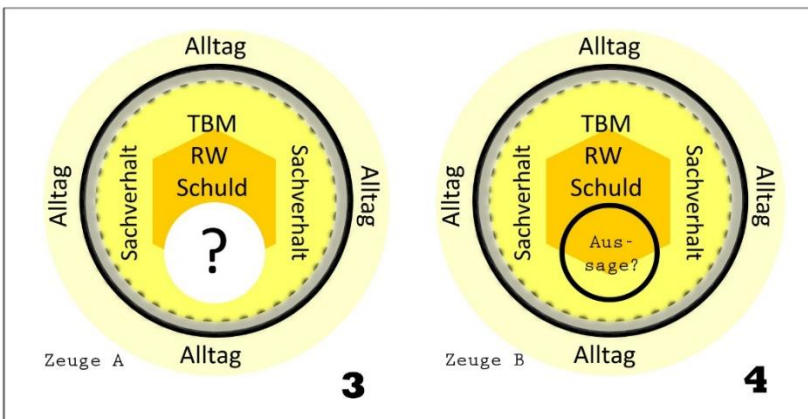 Alltag
TBM
RW
Schuld
Sachverhalt
Sachverhalt
Alltag
Alltag
?
Alltag
Zeuge A
3
Alltag
TBM
RW
Schuld
Sachverhalt
Sachverhalt
Alltag
Alltag
Aus-
sage?
Alltag
Zeuge B
4